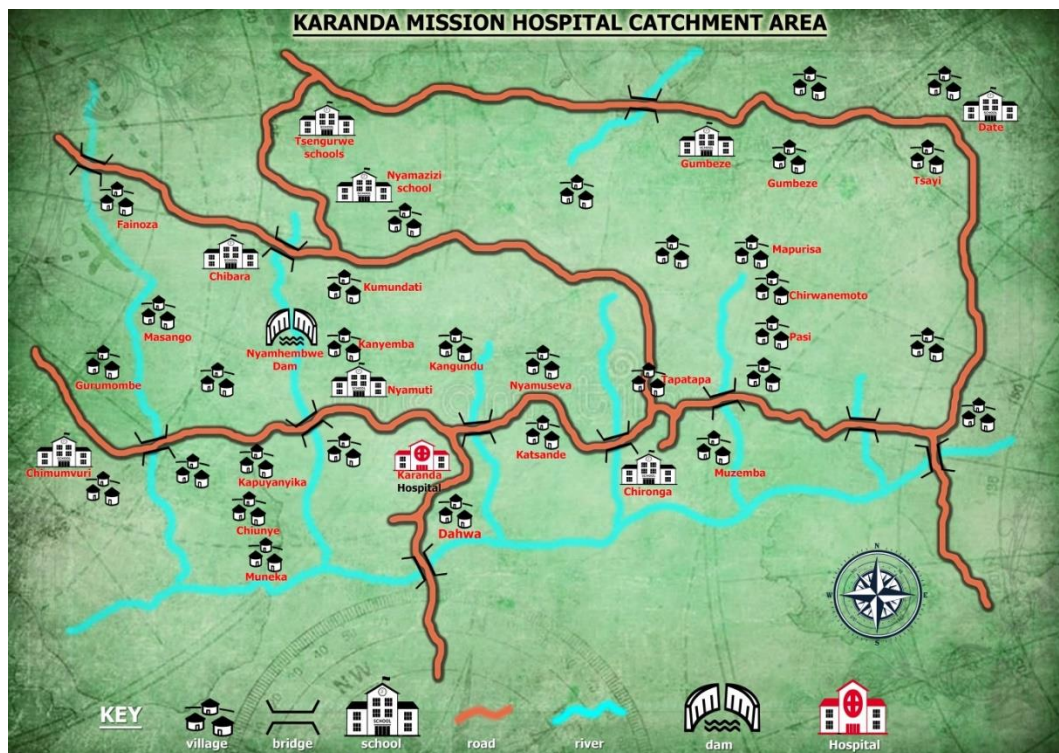 KARANDA MISSION HOSPITAL CATCHMENT AREA
Tsengurwe
schools
Date
Gumbeze
Gumbeze
Tsayi
Nyamazizi
school
Fainoza
Chibara
Mapurisa
Kumundati
Chirwanemoto
Masango
Pasi
Nyamhembwe
Dam
Kanyemba
Kangundu
Gurumombe
Nyamuti
Nyamuseva
Tapatapa
Chimumvuri
Kapuyanyika
Karanda
Hospital
Katsande
Chironga
Muzemba
Chiunye
Dahwa
Muneka
N
W
E
S
NW
KEY
SCHOOL
village
bridge
school
road
river
dam
Hospital